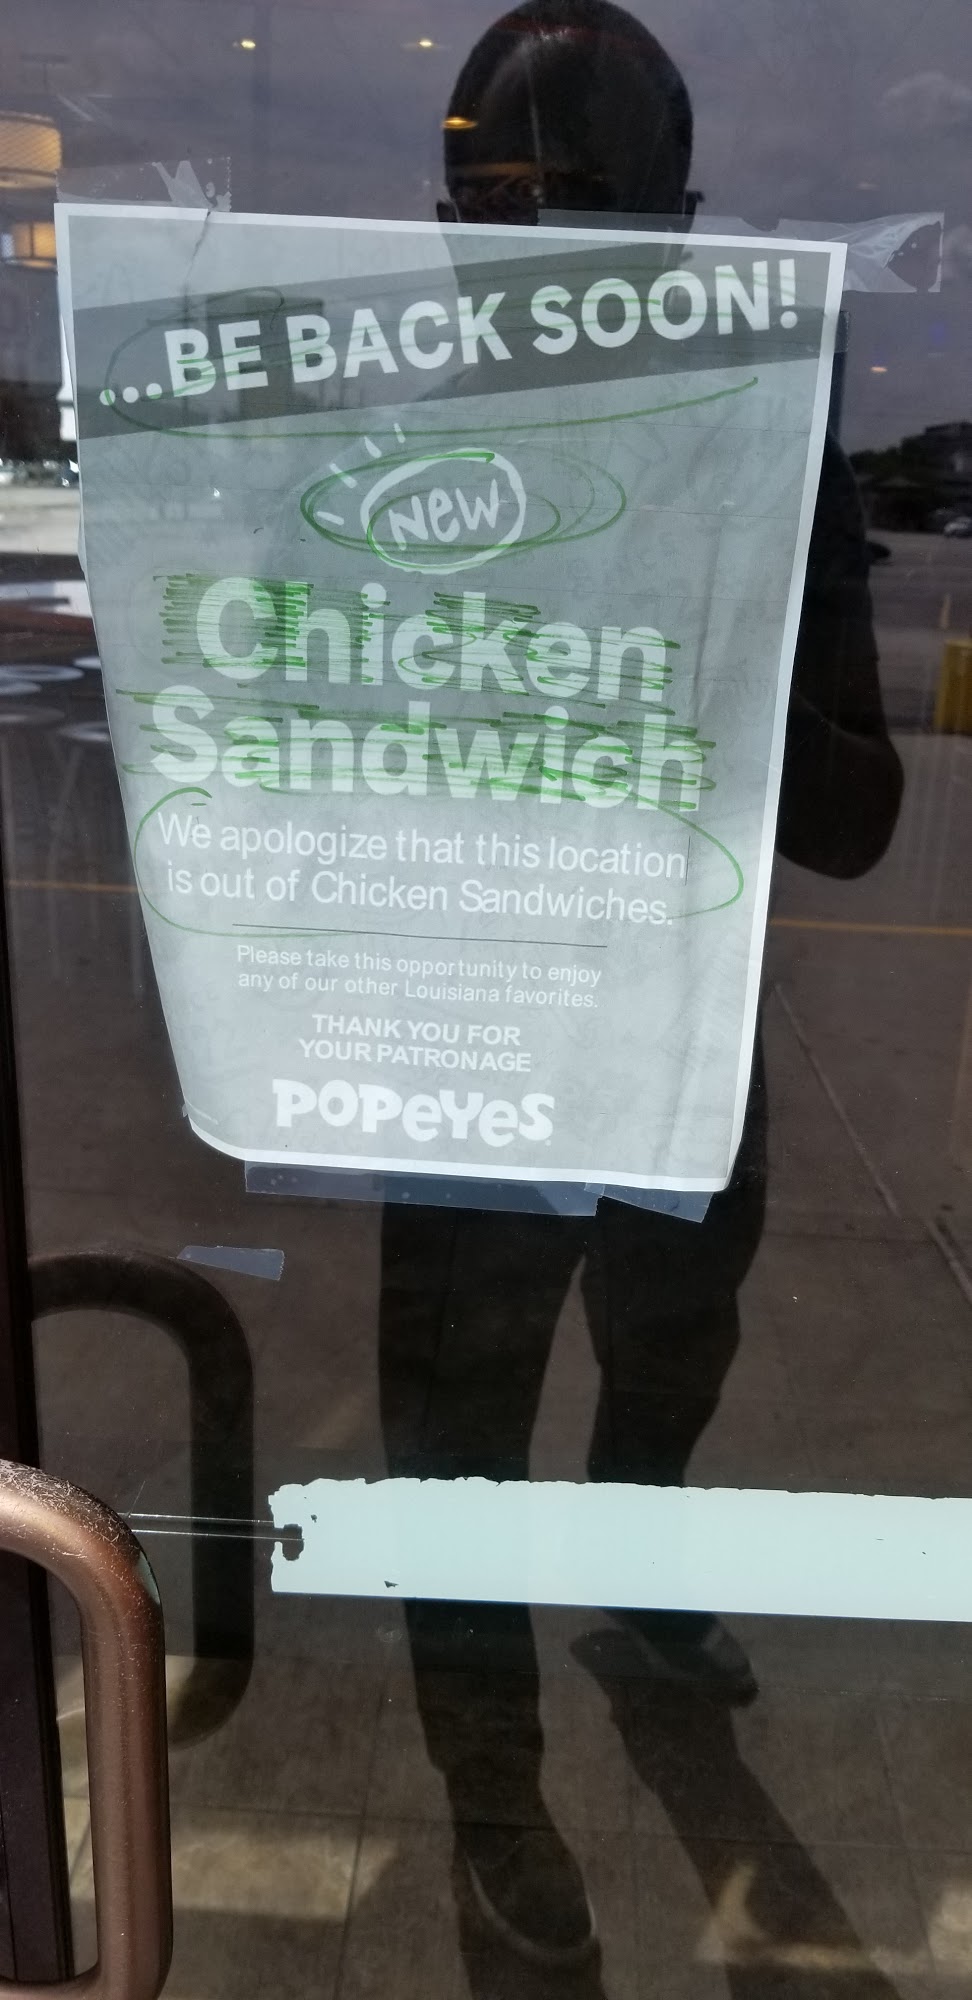 ...BE BACK SOON!
New
Chicken
Sandwich
We apologize that this location
is out of Chicken Sandwiches.
Please take this opportunity to enjoy
any of our other Louisiana favorites.
THANK YOU FOR
YOUR PATRONAGE
POPEYES